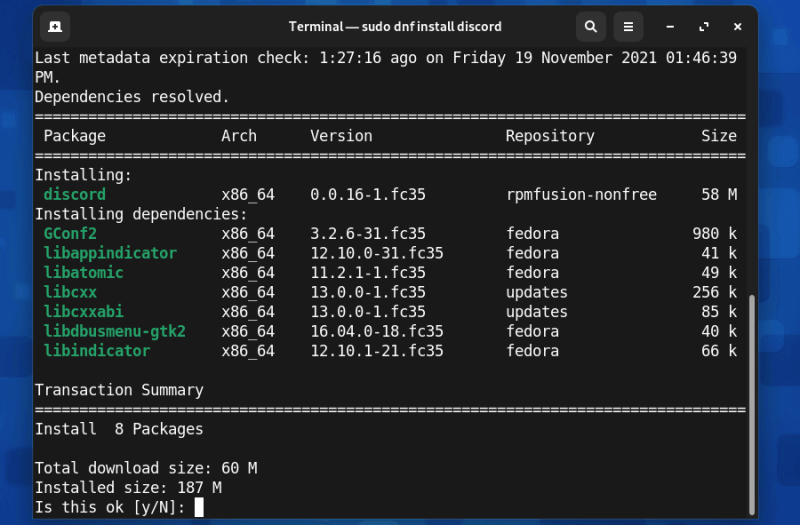 Terminal — sudo dnf install discord
Last metadata expiration check: 1:27:16 ago on Friday 19 November 2021 01:46:39
PM.
Dependencies resolved.
================================================================================
Package Arch Version Repository Size
================================================================================
Installing:
discord x86_64 0.0.16-1.fc35 rpmfusion-nonfree 58 M
Installing dependencies:
GConf2 x86_64 3.2.6-31.fc35 fedora 980 k
libappindicator x86_64 12.10.0-31.fc35 fedora 41 k
libatomic x86_64 11.2.1-1.fc35 fedora 49 k
libcxx x86_64 13.0.0-1.fc35 updates 256 k
libcxxabi x86_64 13.0.0-1.fc35 updates 85 k
libdbusmenu-gtk2 x86_64 16.04.0-18.fc35 fedora 40 k
libindicator x86_64 12.10.1-21.fc35 fedora 66 k
Transaction Summary
================================================================================
Install 8 Packages
Total download size: 60 M
Installed size: 187 M
Is this ok [y/N]: